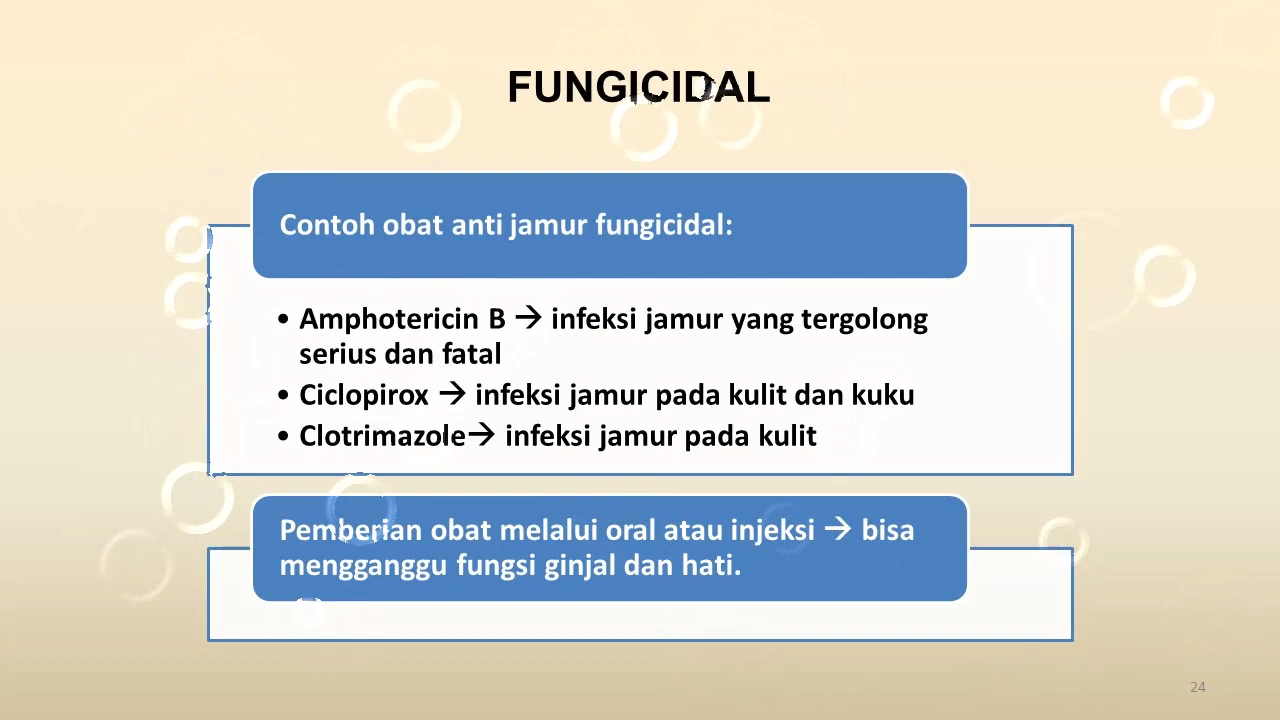 FUNGICIDAL
Contoh obat anti jamur fungicidal:
• Amphotericin B → infeksi jamur yang tergolong
serius dan fatal
• Ciclopirox → infeksi jamur pada kulit dan kuku
• Clotrimazole→ infeksi jamur pada kulit
Pemberian obat melalui oral atau injeksi → bisa
mengganggu fungsi ginjal dan hati.
24